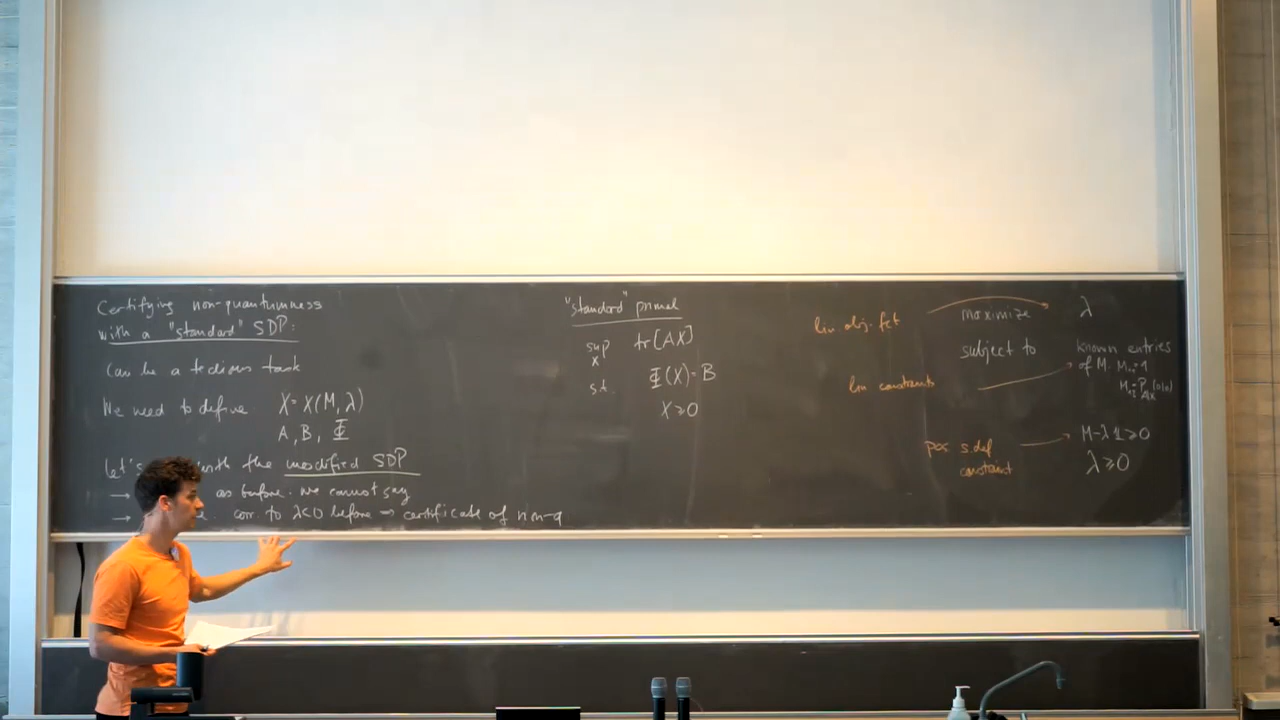 Certifying non-quantumness
with a "standard" SDP:
Can be a tedious task
We need to define X = X(M, λ)
A, B, Φ
Let's with the modified SDP
→ as before. we cannot say
→ corr. to λ<0 before ⇒ certificate of non-q
"standard" primal
sup tr[AX]
X
s.t. Φ(X) = B
X ⩾ 0
lin obj. fct maximize λ
subject to known entries
lin constraints of M. M₁₁=1
pos s.def M - λ𝟙 ⩾ 0
constraint λ ⩾ 0